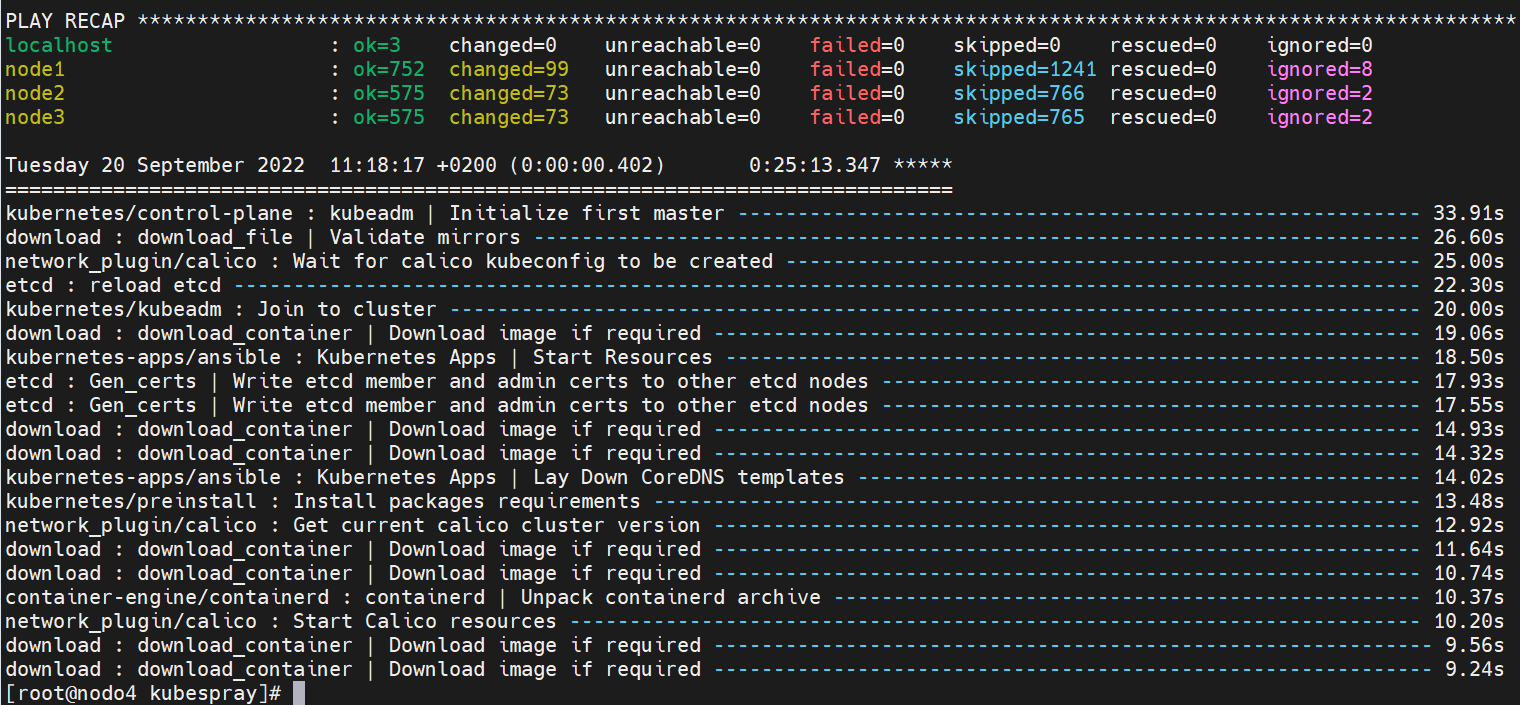 PLAY RECAP *******************************************************************************************************************
localhost : ok=3 changed=0 unreachable=0 failed=0 skipped=0 rescued=0 ignored=0
node1 : ok=752 changed=99 unreachable=0 failed=0 skipped=1241 rescued=0 ignored=8
node2 : ok=575 changed=73 unreachable=0 failed=0 skipped=766 rescued=0 ignored=2
node3 : ok=575 changed=73 unreachable=0 failed=0 skipped=765 rescued=0 ignored=2
Tuesday 20 September 2022 11:18:17 +0200 (0:00:00.402) 0:25:13.347 *****
===============================================================================
kubernetes/control-plane : kubeadm | Initialize first master --------------------------------------------------------- 33.91s
download : download_file | Validate mirrors -------------------------------------------------------------------------- 26.60s
network_plugin/calico : Wait for calico kubeconfig to be created ----------------------------------------------------- 25.00s
etcd : reload etcd --------------------------------------------------------------------------------------------------- 22.30s
kubernetes/kubeadm : Join to cluster --------------------------------------------------------------------------------- 20.00s
download : download_container | Download image if required ----------------------------------------------------------- 19.06s
kubernetes-apps/ansible : Kubernetes Apps | Start Resources ---------------------------------------------------------- 18.50s
etcd : Gen_certs | Write etcd member and admin certs to other etcd nodes --------------------------------------------- 17.93s
etcd : Gen_certs | Write etcd member and admin certs to other etcd nodes --------------------------------------------- 17.55s
download : download_container | Download image if required ----------------------------------------------------------- 14.93s
download : download_container | Download image if required ----------------------------------------------------------- 14.32s
kubernetes-apps/ansible : Kubernetes Apps | Lay Down CoreDNS templates ----------------------------------------------- 14.02s
kubernetes/preinstall : Install packages requirements ---------------------------------------------------------------- 13.48s
network_plugin/calico : Get current calico cluster version ----------------------------------------------------------- 12.92s
download : download_container | Download image if required ----------------------------------------------------------- 11.64s
download : download_container | Download image if required ----------------------------------------------------------- 10.74s
container-engine/containerd : containerd | Unpack containerd archive ------------------------------------------------- 10.37s
network_plugin/calico : Start Calico resources ----------------------------------------------------------------------- 10.20s
download : download_container | Download image if required ------------------------------------------------------------ 9.56s
download : download_container | Download image if required ------------------------------------------------------------ 9.24s
[root@nodo4 kubespray]#